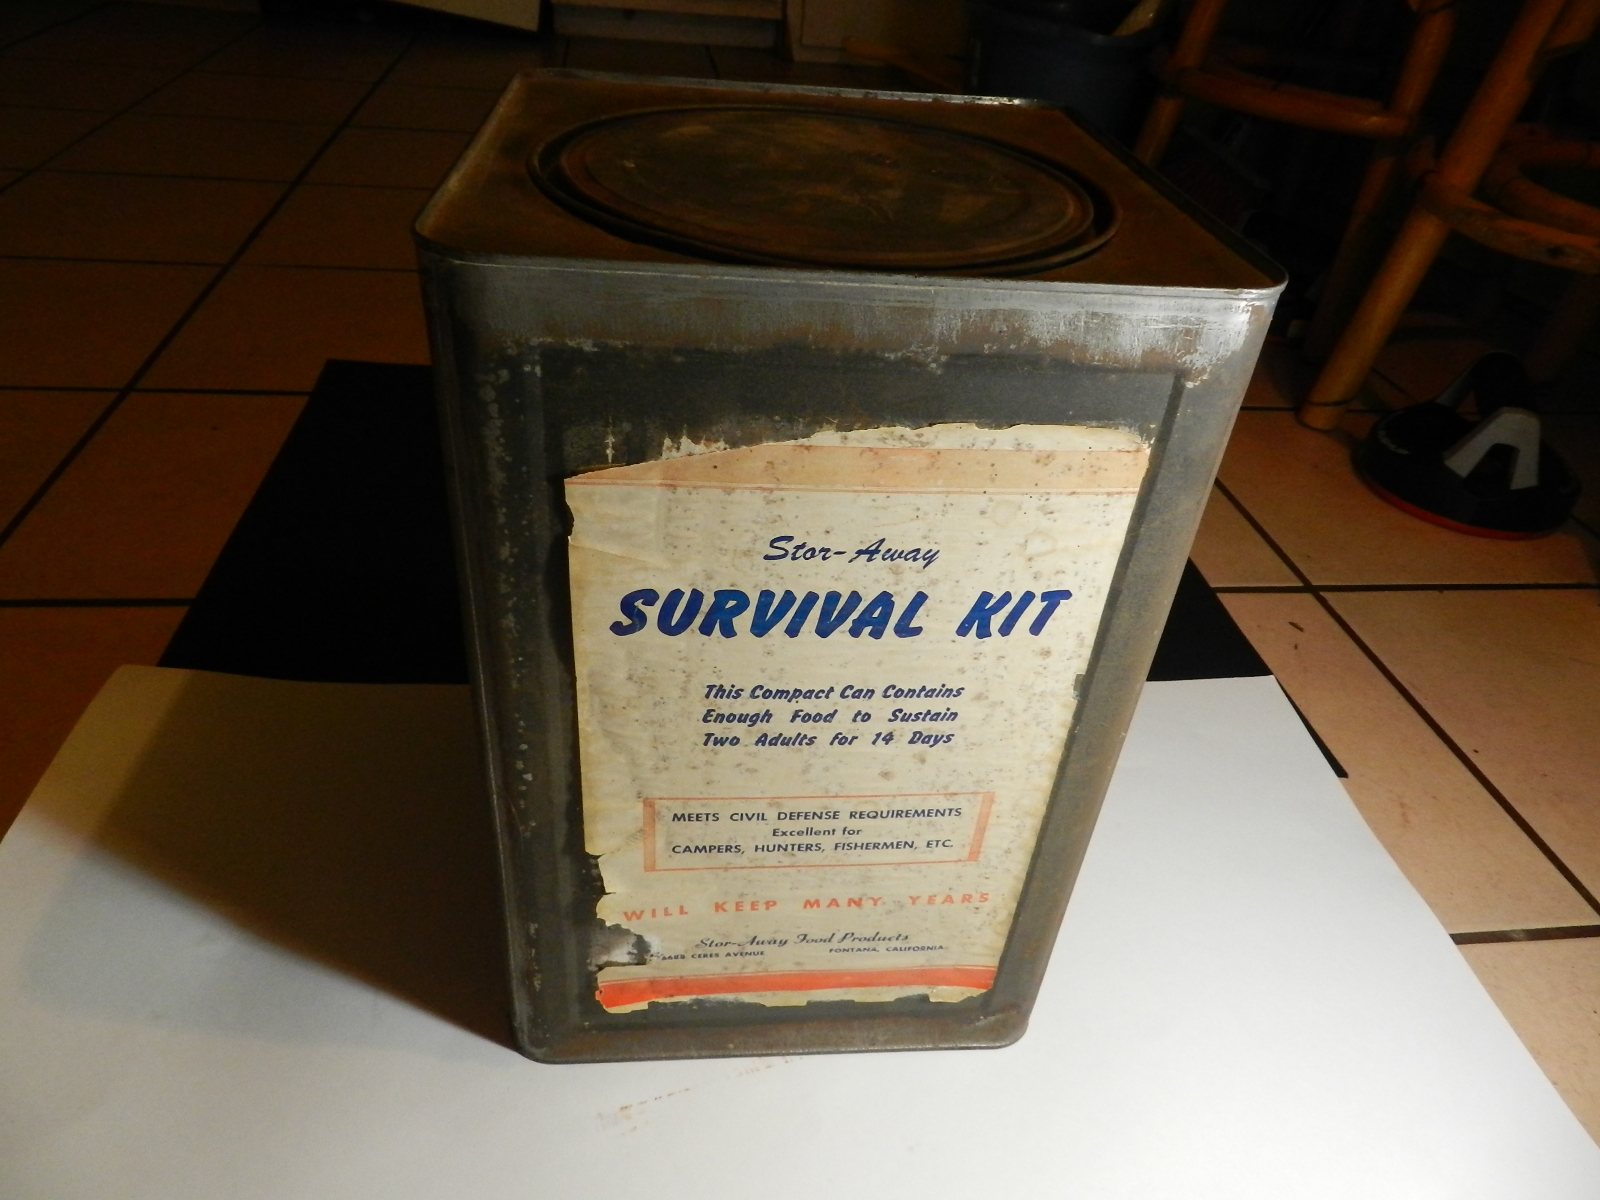 Stor-Away
SURVIVAL KIT
This Compact Can Contains
Enough Food to Sustain
Two Adults for 14 Days
MEETS CIVIL DEFENSE REQUIREMENTS
Excellent for
CAMPERS, HUNTERS, FISHERMEN, ETC.
WILL KEEP MANY YEARS
Stor-Away Food Products
CERES AVENUE FONTANA, CALIFORNIA